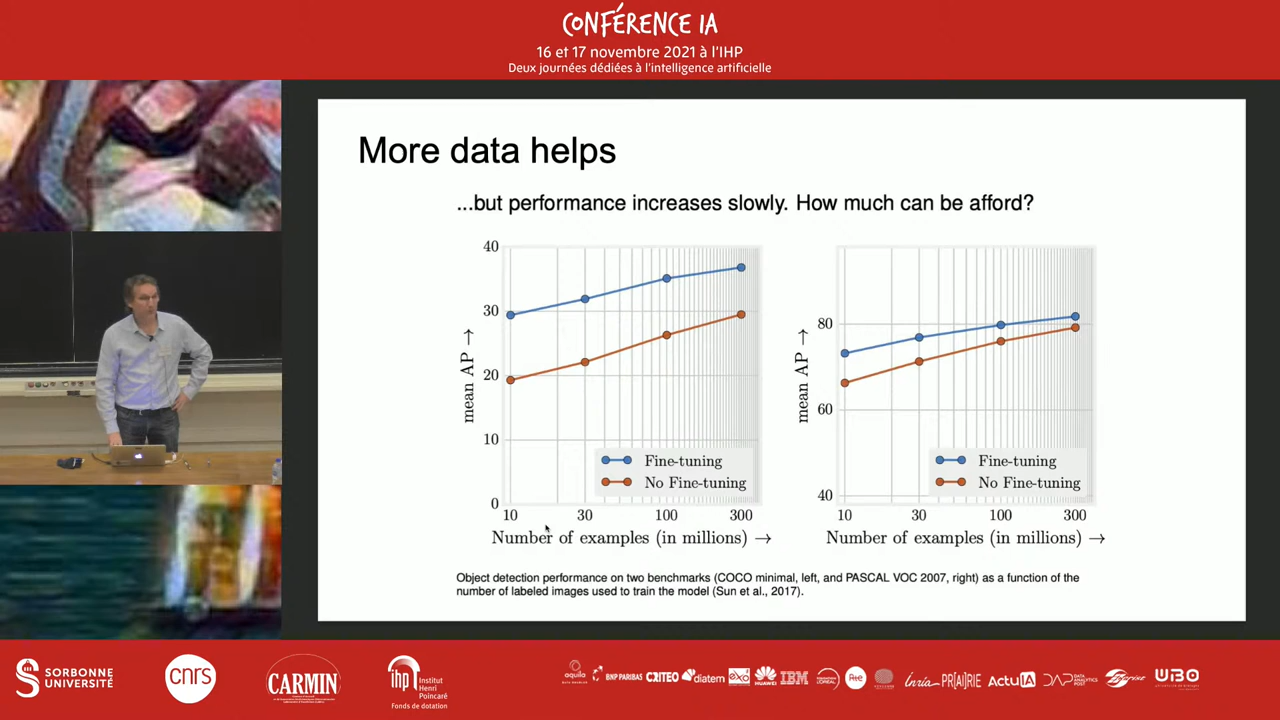 CONFÉRENCE IA
16 et 17 novembre 2021 à l'IHP
Deux journées dédiées à l'intelligence artificielle
More data helps
...but performance increases slowly. How much can be afford?
40
30
20
10
0
mean AP →
Fine-tuning
No Fine-tuning
10 30 100 300
Number of examples (in millions) →
80
60
40
mean AP →
Fine-tuning
No Fine-tuning
10 30 100 300
Number of examples (in millions) →
Object detection performance on two benchmarks (COCO minimal, left, and PASCAL VOC 2007, right) as a function of the
number of labeled images used to train the model (Sun et al., 2017).
SORBONNE
UNIVERSITÉ
cnrs
CARMIN
ihp
Institut
Henri
Poincaré
Fonds de dotation
aquila
BNP PARIBAS
CRITEO
datiem
exo
HUAWEI
IBM
L'ORÉAL
Inria
PR[AI]RIE
ActuIA
DATA
ANALYTICS
POST
UBO